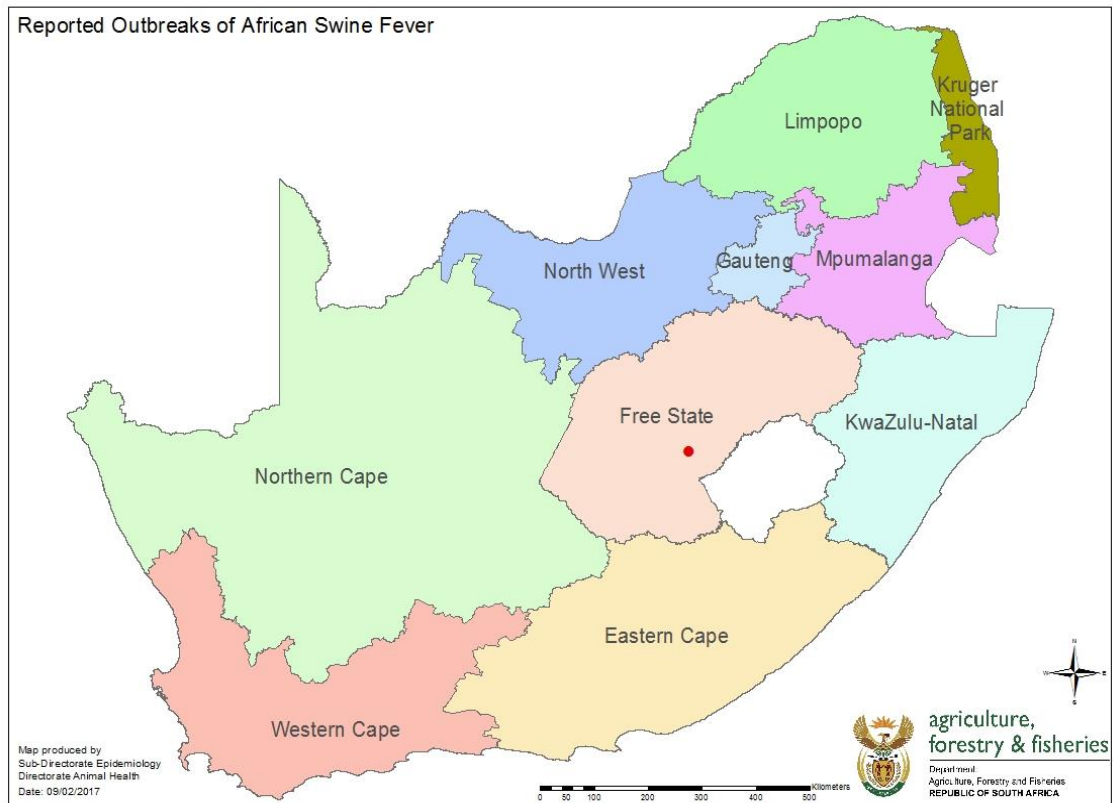 Reported Outbreaks of African Swine Fever
Kruger
National
Park
Limpopo
North West
Gauteng
Mpumalanga
Free State
KwaZulu-Natal
Northern Cape
Eastern Cape
Western Cape
N
W
E
S
Map produced by
Sub-Directorate Epidemiology
Directorate Animal Health
Date: 09/02/2017
Kilometers
0 50 100 200 300 400 500
agriculture,
forestry & fisheries
Department:
Agriculture, Forestry and Fisheries
REPUBLIC OF SOUTH AFRICA